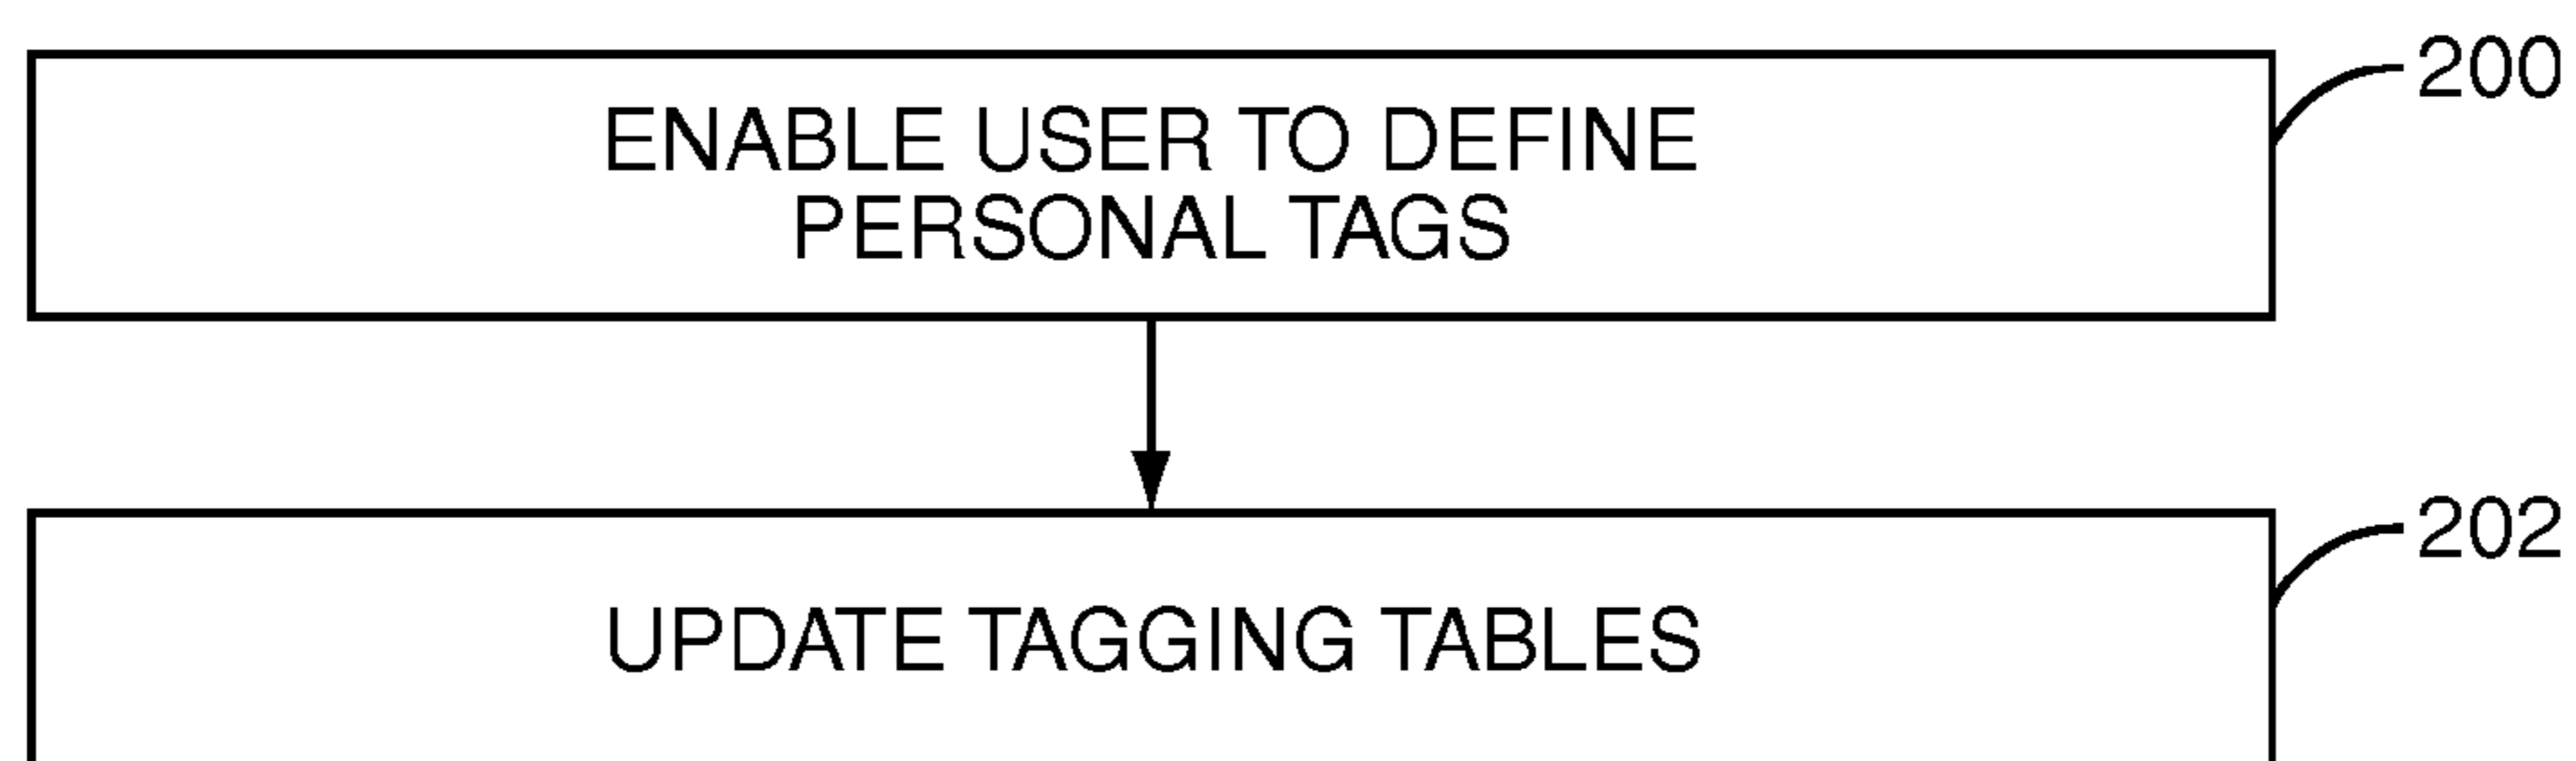 200
ENABLE USER TO DEFINE
PERSONAL TAGS
202
UPDATE TAGGING TABLES